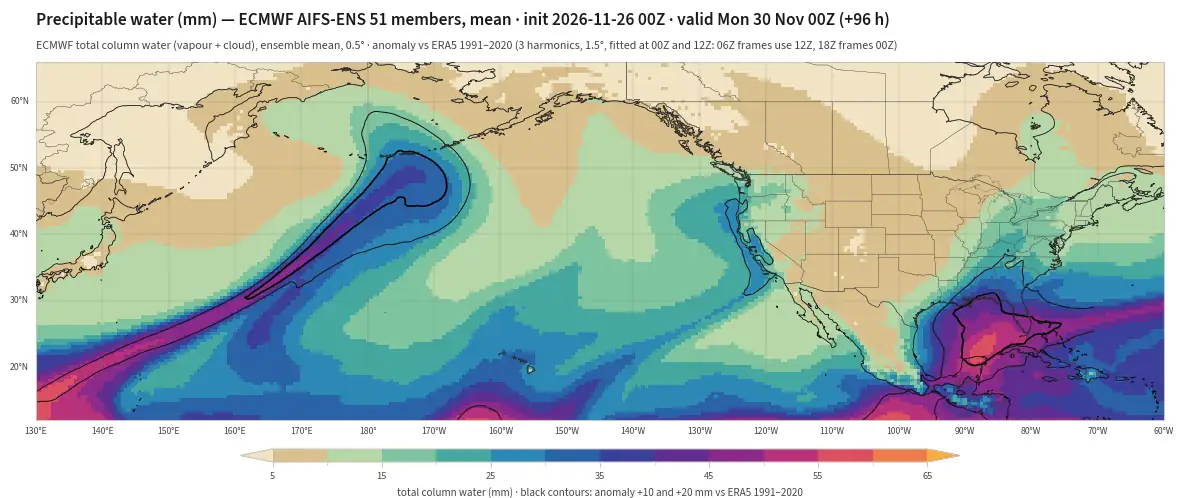 Precipitable water (mm) — ECMWF AIFS-ENS 51 members, mean · init 2026-11-26 00Z · valid Mon 30 Nov 00Z (+96 h)
ECMWF total column water (vapour + cloud), ensemble mean, 0.5° · anomaly vs ERA5 1991–2020 (3 harmonics, 1.5°, fitted at 00Z and 12Z: 06Z frames use 12Z, 18Z frames 00Z)
60°N
50°N
40°N
30°N
20°N
130°E 140°E 150°E 160°E 170°E 180° 170°W 160°W 150°W 140°W 130°W 120°W 110°W 100°W 90°W 80°W 70°W 60°W
5 15 25 35 45 55 65
total column water (mm) · black contours: anomaly +10 and +20 mm vs ERA5 1991–2020